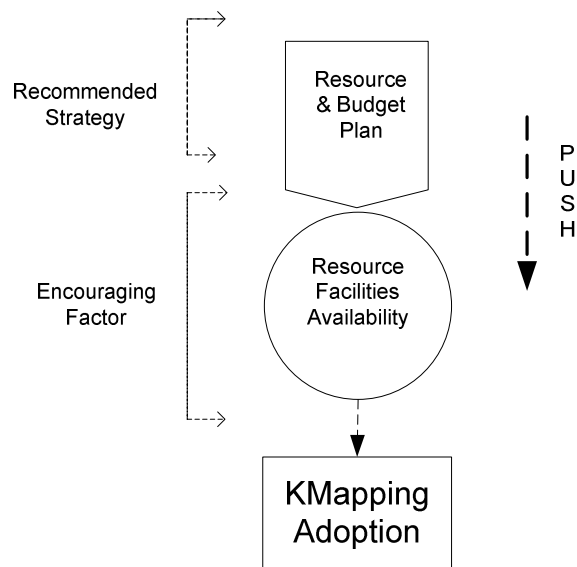 Recommended
Strategy
Resource
& Budget
Plan
Encouraging
Factor
Resource
Facilities
Availability
KMapping
Adoption
P
U
S
H